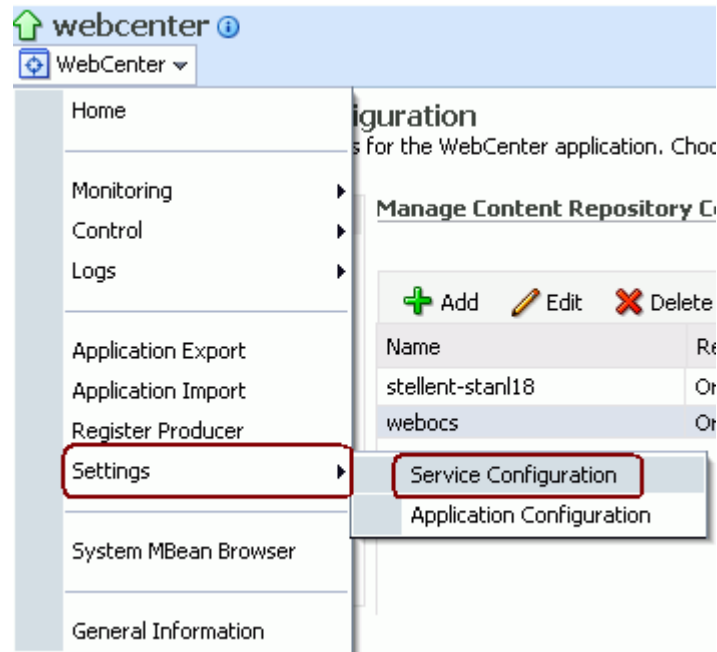 webcenter
WebCenter
Home
iguration
s for the WebCenter application. Choo
Monitoring
Manage Content Repository C
Control
Logs
Add Edit Delete
Application Export
Name Re
Application Import
stellent-stanl18 Or
Register Producer
webocs Or
Settings
Service Configuration
Application Configuration
System MBean Browser
General Information